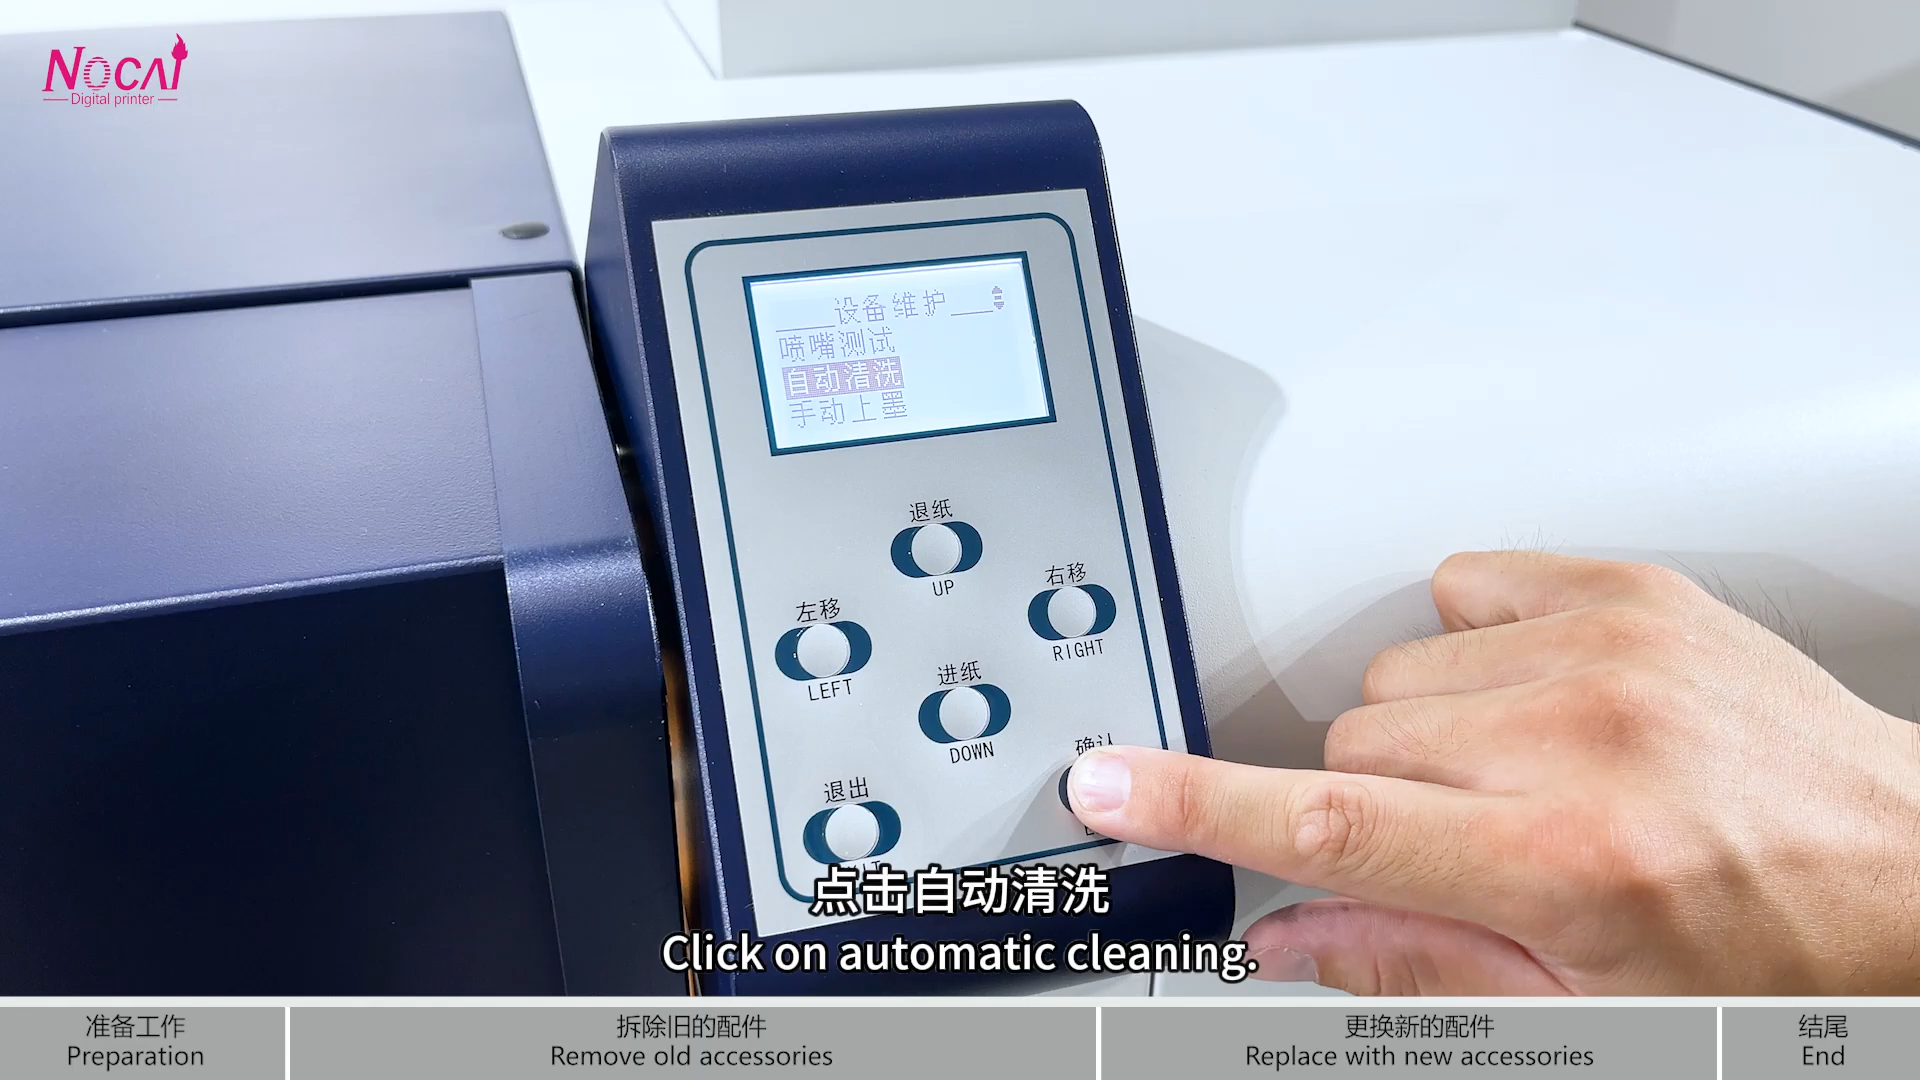 NOCAI
Digital printer
设备维护
喷嘴测试
自动清洗
手动上墨
退纸
UP
右移
RIGHT
左移
LEFT
进纸
DOWN
确认
退出
点击自动清洗
Click on automatic cleaning.
准备工作
Preparation
拆除旧的配件
Remove old accessories
更换新的配件
Replace with new accessories
结尾
End